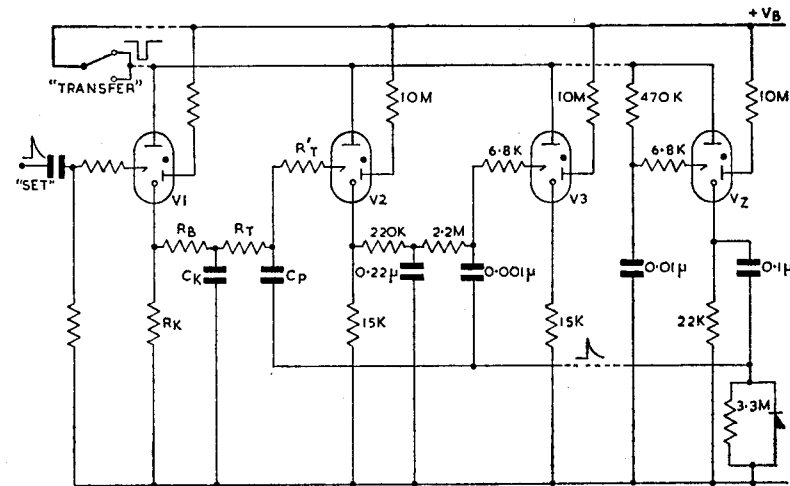 + VB
"TRANSFER"
10M
10M
470K
10M
"SET"
R'T
6.8K
6.8K
V1
V2
V3
VZ
RB
RT
220K
2.2M
CK
CP
0.22μ
0.001μ
0.01μ
0.1μ
RK
15K
15K
22K
3.3M